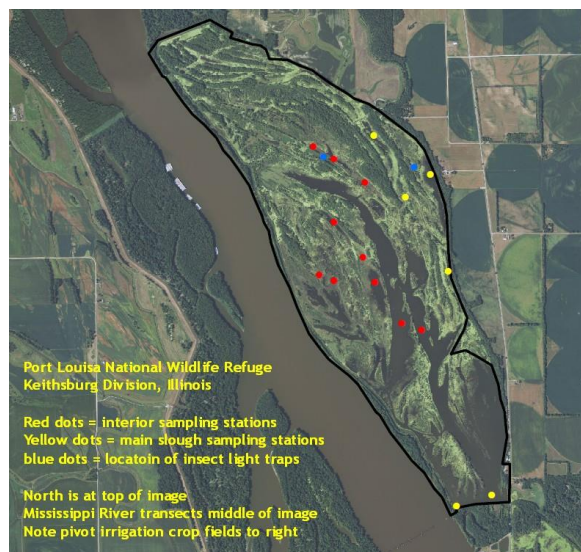 Port Louisa National Wildlife Refuge
Keithsburg Division, Illinois
Red dots = interior sampling stations
Yellow dots = main slough sampling stations
blue dots = locatoin of insect light traps
North is at top of image
Mississippi River transects middle of image
Note pivot irrigation crop fields to right